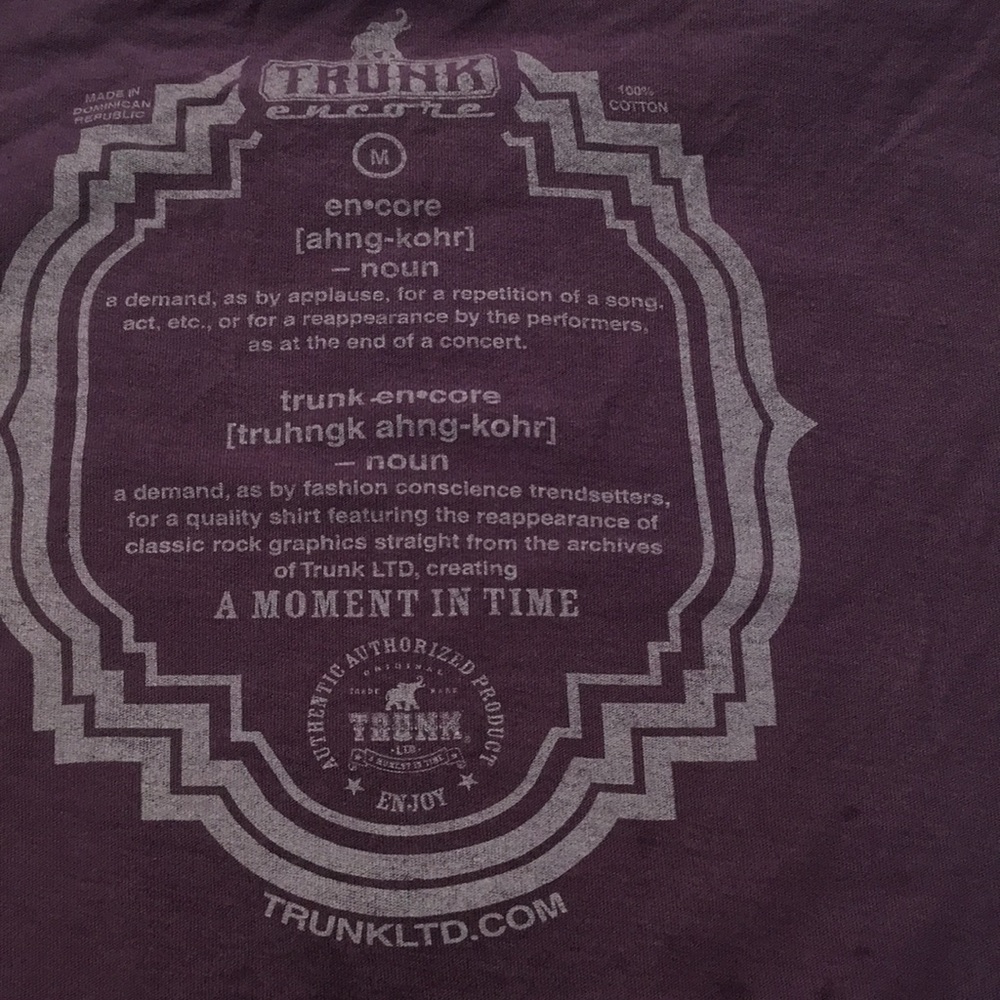 TRUNK
encore
MADE IN
DOMINICAN
REPUBLIC
100%
COTTON
M
en•core
[ahng-kohr]
– noun
a demand, as by applause, for a repetition of a song,
act, etc., or for a reappearance by the performers,
as at the end of a concert.
trunk en•core
[truhngk ahng-kohr]
– noun
a demand, as by fashion conscience trendsetters,
for a quality shirt featuring the reappearance of
classic rock graphics straight from the archives
of Trunk LTD, creating
A MOMENT IN TIME
AUTHENTIC AUTHORIZED PRODUCT
ORIGINAL
TRADE MARK
TRUNK
·LTD·
A MOMENT IN TIME
★ ENJOY ★
TRUNKLTD.COM